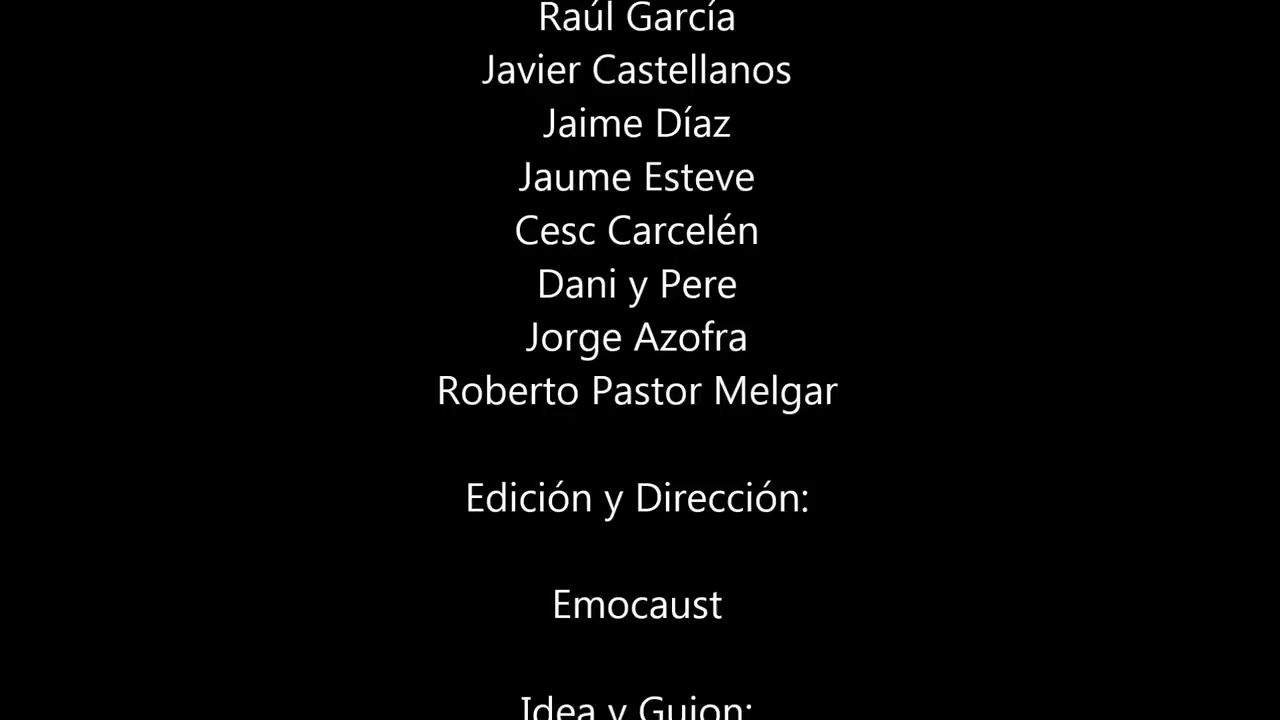 Raúl García
Javier Castellanos
Jaime Díaz
Jaume Esteve
Cesc Carcelén
Dani y Pere
Jorge Azofra
Roberto Pastor Melgar
Edición y Dirección:
Emocaust
Idea y Guion: